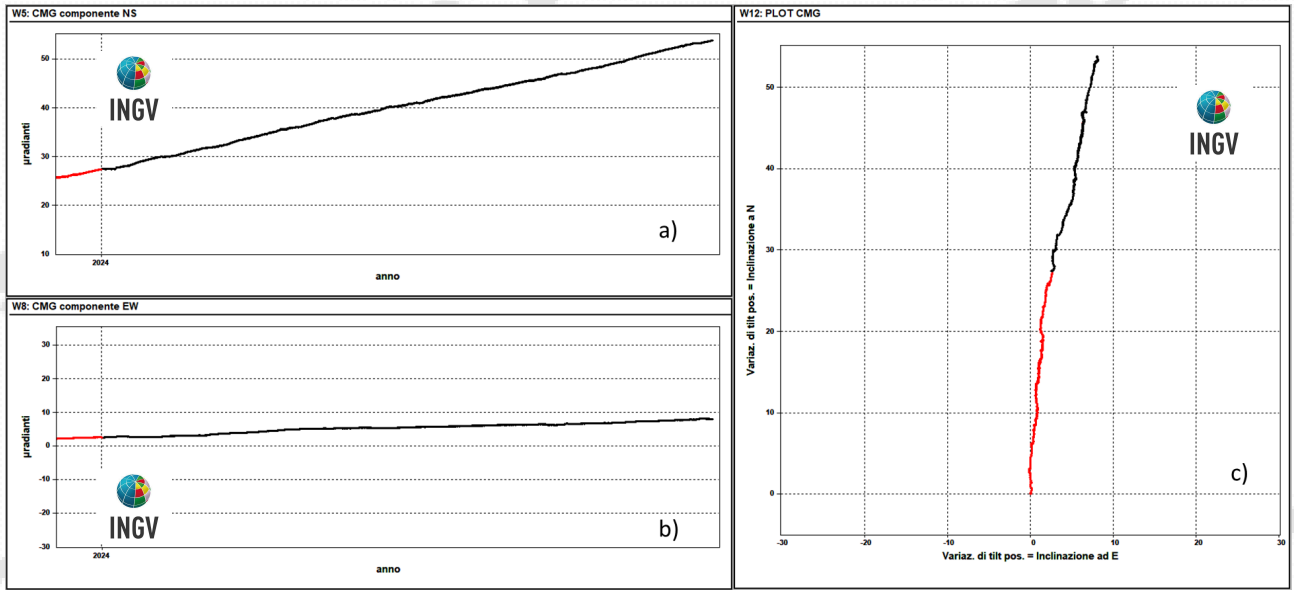 W5: CMG componente NS
50
40
30
20
10
µradianti
INGV
2024
anno
a)
W8: CMG componente EW
30
20
10
0
-10
-20
-30
µradianti
INGV
2024
anno
b)
W12: PLOT CMG
50
40
30
20
10
0
Variaz. di tilt pos. = Inclinazione a N
INGV
c)
-30
-20
-10
0
10
20
30
Variaz. di tilt pos. = Inclinazione ad E